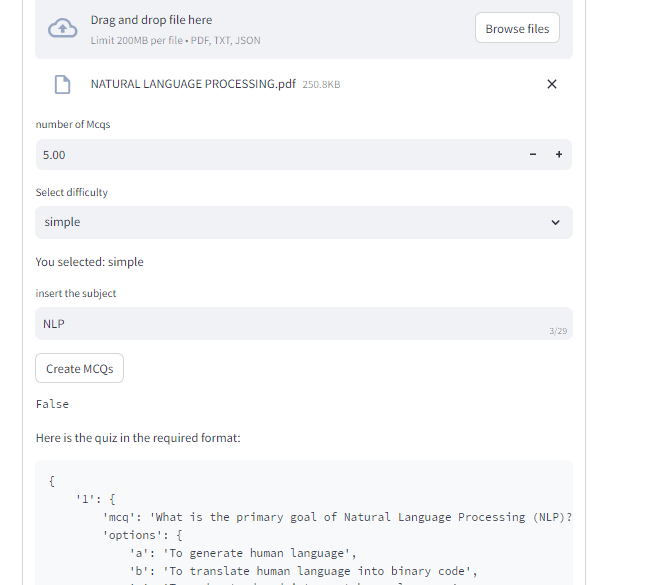 Drag and drop file here
Limit 200MB per file • PDF, TXT, JSON
Browse files
NATURAL LANGUAGE PROCESSING.pdf 250.8KB
number of Mcqs
5.00
Select difficulty
simple
You selected: simple
insert the subject
NLP
3/29
Create MCQs
False
Here is the quiz in the required format:
{
'1': {
'mcq': 'What is the primary goal of Natural Language Processing (NLP)?
'options': {
'a': 'To generate human language',
'b': 'To translate human language into binary code',